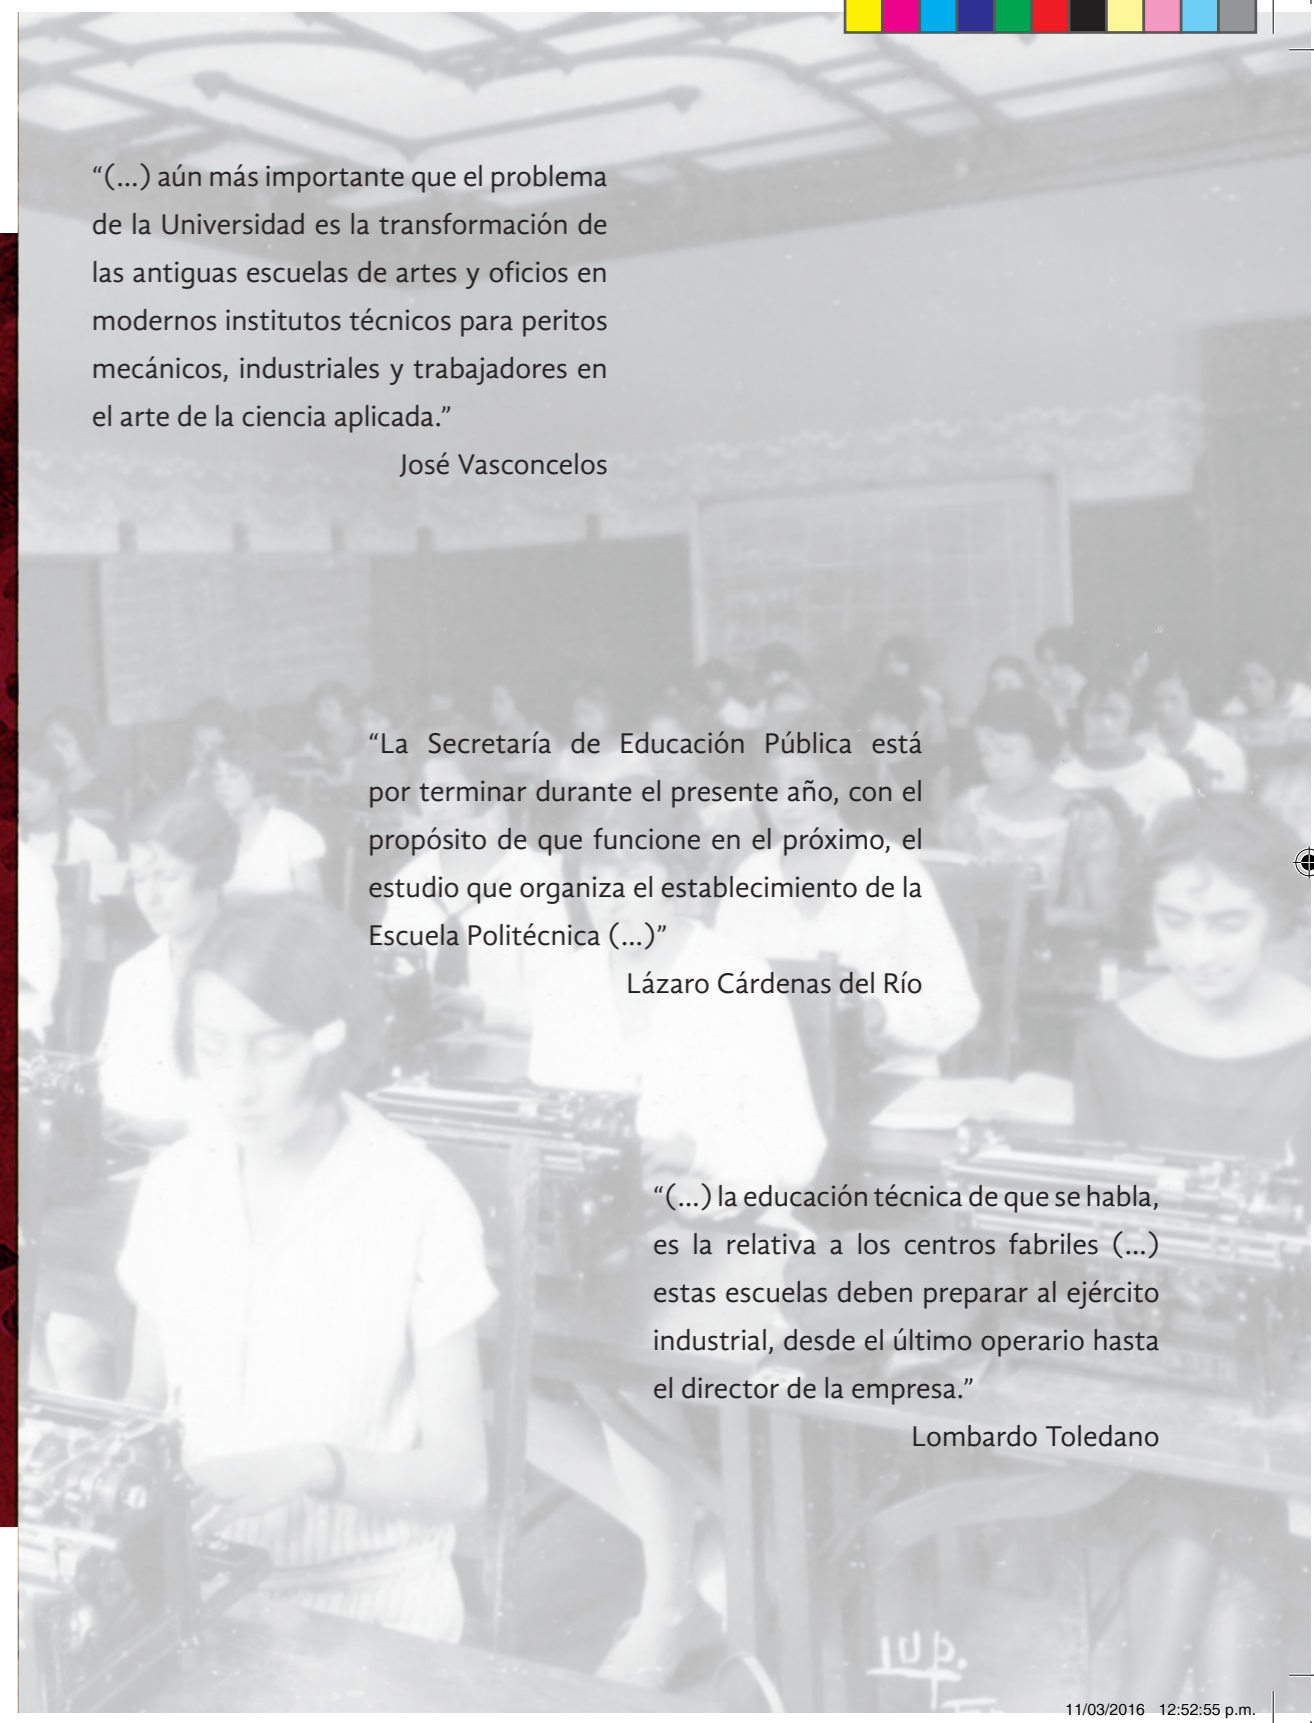 “(...) aún más importante que el problema
de la Universidad es la transformación de
las antiguas escuelas de artes y oficios en
modernos institutos técnicos para peritos
mecánicos, industriales y trabajadores en
el arte de la ciencia aplicada.”
José Vasconcelos
“La Secretaría de Educación Pública está
por terminar durante el presente año, con el
propósito de que funcione en el próximo, el
estudio que organiza el establecimiento de la
Escuela Politécnica (...)”
Lázaro Cárdenas del Río
“(...) la educación técnica de que se habla,
es la relativa a los centros fabriles (...)
estas escuelas deben preparar al ejército
industrial, desde el último operario hasta
el director de la empresa.”
Lombardo Toledano
11/03/2016 12:52:55 p.m.